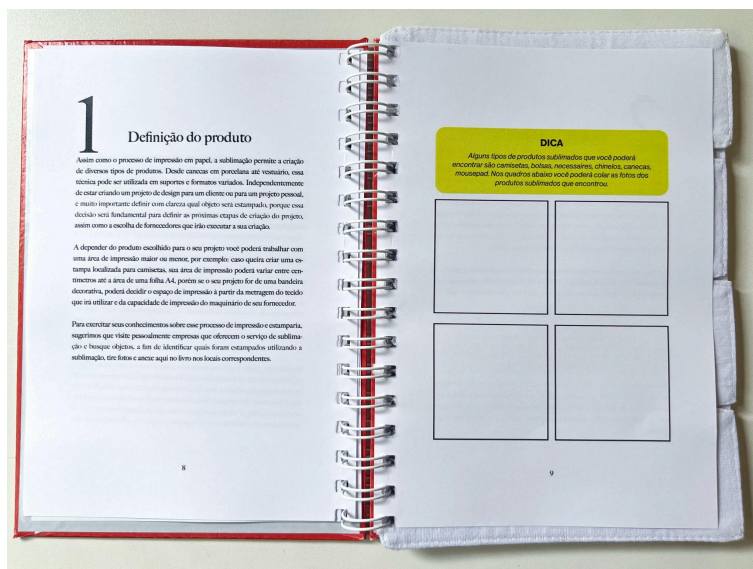 1
Definição do produto
Assim como o processo de impressão em papel, a sublimação permite a criação
de diversos tipos de produtos. Desde canecas em porcelana até vestuário, essa
técnica pode ser utilizada em suportes e formatos variados. Independentemente
de estar criando um projeto de design para um cliente ou para um projeto pessoal,
é muito importante definir com clareza qual objeto será estampado, porque essa
decisão será fundamental para definir as próximas etapas de criação do projeto,
assim como a escolha de fornecedores que irão executar a sua criação.
A depender do produto escolhido para o seu projeto você poderá trabalhar com
uma área de impressão maior ou menor, por exemplo: caso queira criar uma es-
tampa localizada para camisetas, sua área de impressão poderá variar entre cen-
tímetros até a área de uma folha A4, porém se o seu projeto for de uma bandeira
decorativa, poderá decidir o espaço de impressão à partir da metragem do tecido
que irá utilizar e da capacidade de impressão do maquinário de seu fornecedor.
Para exercitar seus conhecimentos sobre esse processo de impressão e estamparia,
sugerimos que visite pessoalmente empresas que oferecem o serviço de sublima-
ção e busque objetos, a fim de identificar quais foram estampados utilizando a
sublimação, tire fotos e anexe aqui no livro nos locais correspondentes.
8
DICA
Alguns tipos de produtos sublimados que você poderá
encontrar são camisetas, bolsas, necessaires, chinelos, canecas,
mousepad. Nos quadros abaixo você poderá colar as fotos dos
produtos sublimados que encontrou.
9